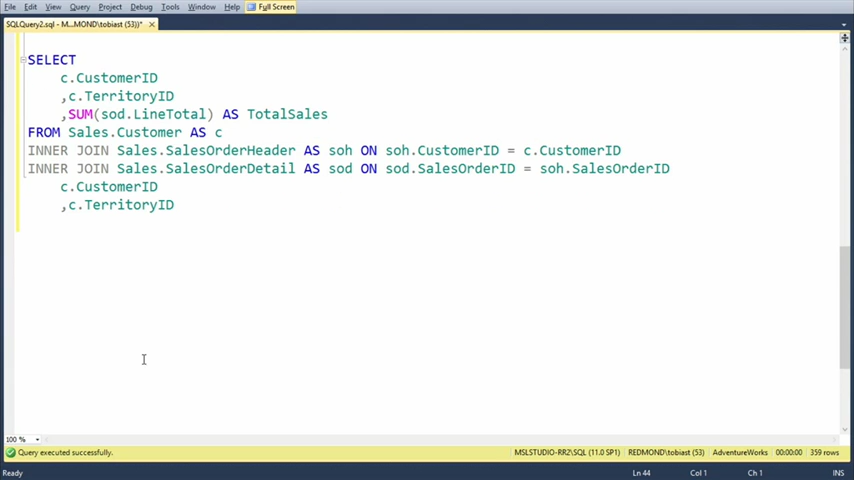 File Edit View Query Project Debug Tools Window Help Full Screen
SQLQuery2.sql - M...MOND\tobiast (53))* ×
SELECT
c.CustomerID
,c.TerritoryID
,SUM(sod.LineTotal) AS TotalSales
FROM Sales.Customer AS c
INNER JOIN Sales.SalesOrderHeader AS soh ON soh.CustomerID = c.CustomerID
INNER JOIN Sales.SalesOrderDetail AS sod ON sod.SalesOrderID = soh.SalesOrderID
c.CustomerID
,c.TerritoryID
100 %
Query executed successfully. MSLSTUDIO-RR2\SQL (11.0 SP1) REDMOND\tobiast (53) AdventureWorks 00:00:00 359 rows
Ready Ln 44 Col 1 Ch 1 INS